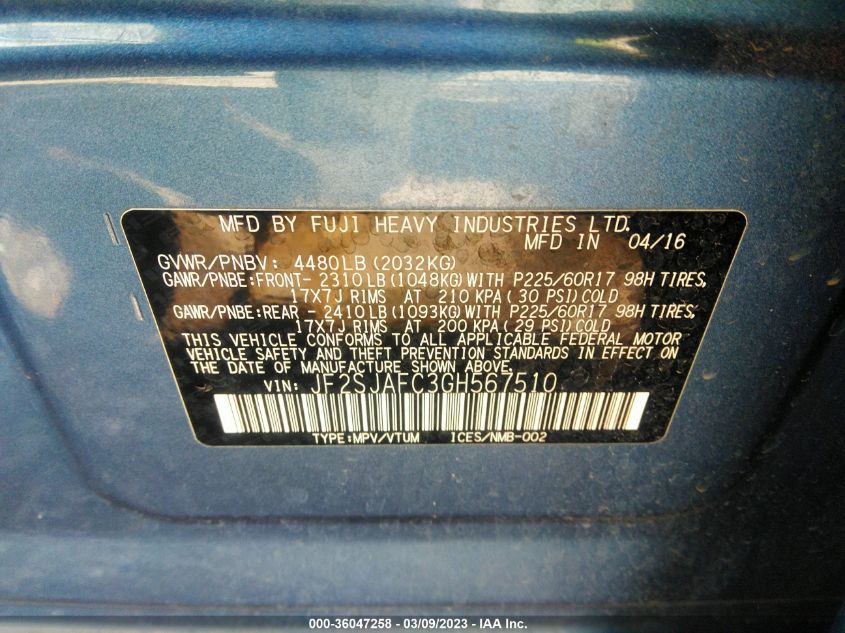 MFD BY FUJI HEAVY INDUSTRIES LTD.
MFD IN 04/16
GVWR/PNBV: 4480LB (2032KG)
GAWR/PNBE:FRONT- 2310LB (1048KG) WITH P225/60R17 98H TIRES,
17X7J RIMS AT 210 KPA ( 30 PSI) COLD
GAWR/PNBE:REAR - 2410LB (1093KG) WITH P225/60R17 98H TIRES,
17X7J RIMS AT 200 KPA (29 PSI) COLD
THIS VEHICLE CONFORMS TO ALL APPLICABLE FEDERAL MOTOR
VEHICLE SAFETY AND THEFT PREVENTION STANDARDS IN EFFECT ON
THE DATE OF MANUFACTURE SHOWN ABOVE.
VIN: JF2SJAFC3GH567510
TYPE:MPV/VTUM ICES/NMB-002
000-36047258 - 03/09/2023 - IAA Inc.